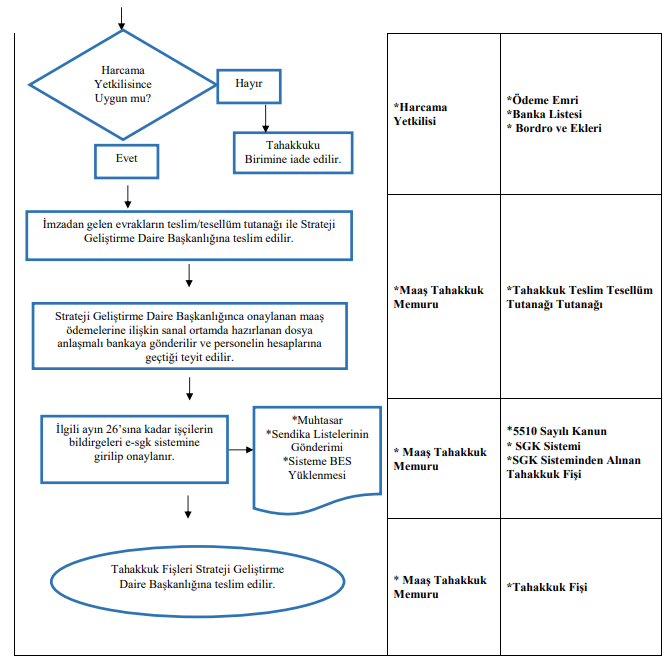 Harcama
Yetkilisince
Uygun mu?
Hayır
Tahakkuku
Birimine iade edilir.
Evet
*Harcama
Yetkilisi
*Ödeme Emri
*Banka Listesi
* Bordro ve Ekleri
İmzadan gelen evrakların teslim/tesellüm tutanağı ile Strateji
Geliştirme Daire Başkanlığına teslim edilir.
Strateji Geliştirme Daire Başkanlığınca onaylanan maaş
ödemelerine ilişkin sanal ortamda hazırlanan dosya
anlaşmalı bankaya gönderilir ve personelin hesaplarına
geçtiği teyit edilir.
*Maaş Tahakkuk
Memuru
*Tahakkuk Teslim Tesellüm
Tutanağı Tutanağı
İlgili ayın 26’sına kadar işçilerin
bildirgeleri e-sgk sistemine
girilip onaylanır.
*Muhtasar
*Sendika Listelerinin
Gönderimi
*Sisteme BES
Yüklenmesi
* Maaş Tahakkuk
Memuru
*5510 Sayılı Kanun
* SGK Sistemi
*SGK Sisteminden Alınan
Tahakkuk Fişi
Tahakkuk Fişleri Strateji Geliştirme
Daire Başkanlığına teslim edilir.
* Maaş Tahakkuk
Memuru
*Tahakkuk Fişi